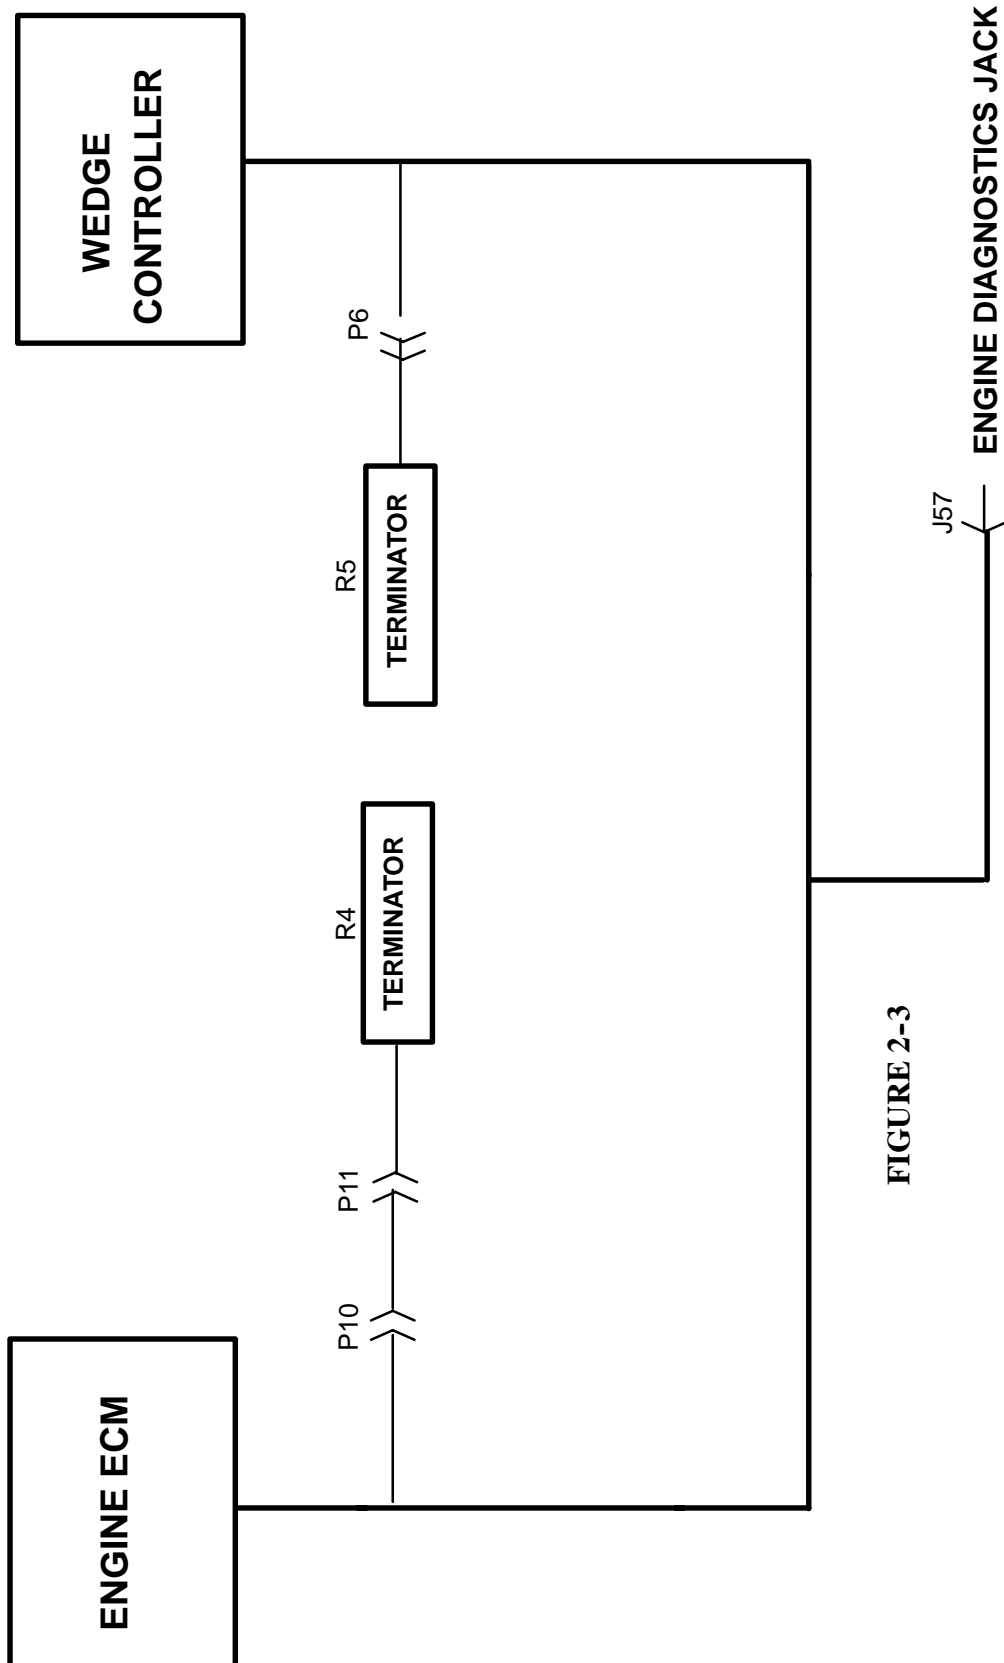 ENGINE ECM
WEDGE
CONTROLLER
P10
P11
R4
TERMINATOR
R5
TERMINATOR
P6
FIGURE 2-3
J57
ENGINE DIAGNOSTICS JACK